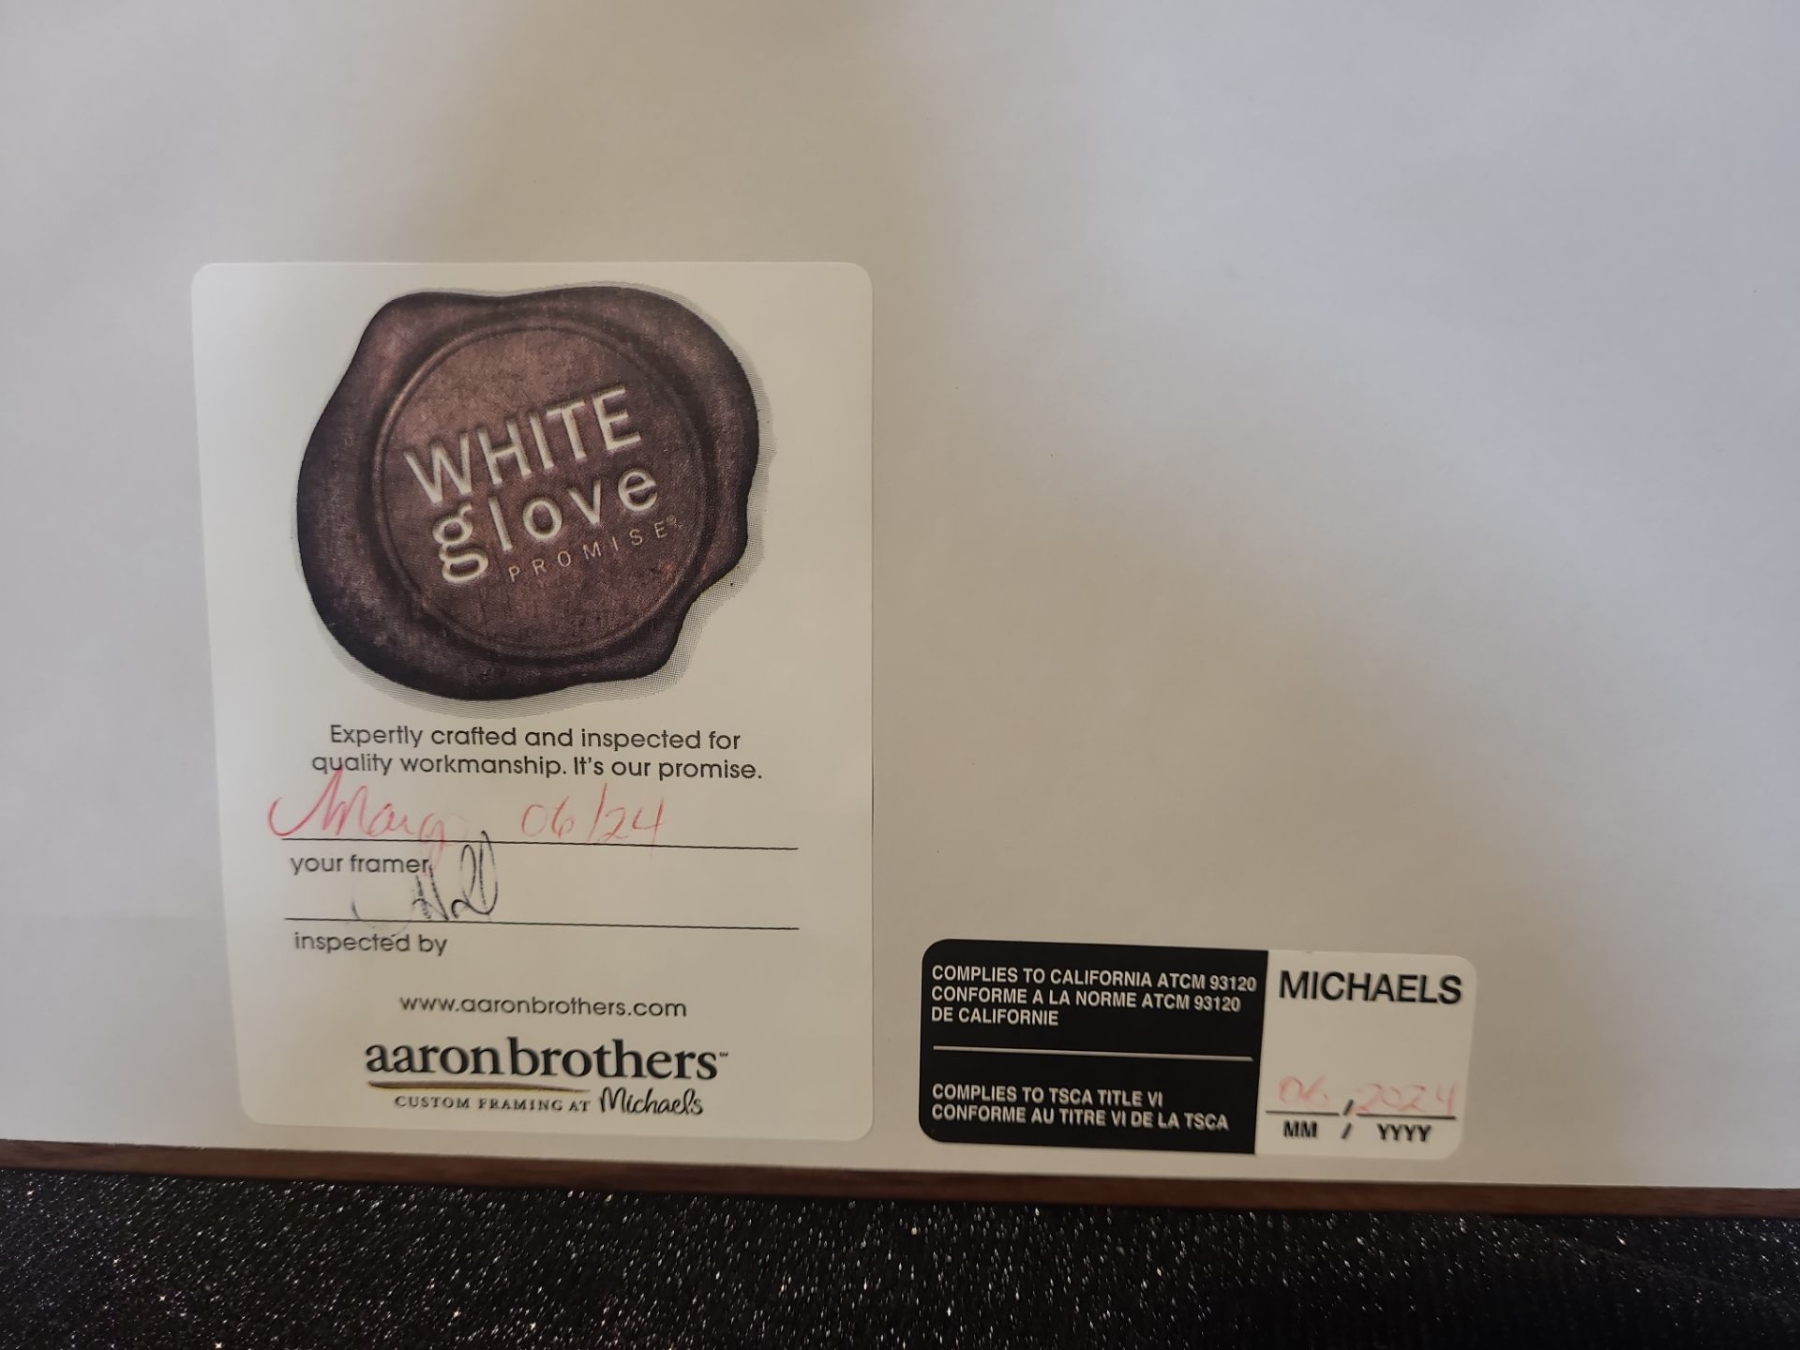 WHITE
glove
PROMISE
Expertly crafted and inspected for
quality workmanship. It's our promise.
06/24
your framer
inspected by
www.aaronbrothers.com
aaronbrothers™
CUSTOM FRAMING AT Michaels
COMPLIES TO CALIFORNIA ATCM 93120
CONFORME A LA NORME ATCM 93120
DE CALIFORNIE
COMPLIES TO TSCA TITLE VI
CONFORME AU TITRE VI DE LA TSCA
MICHAELS
06/2024
MM / YYYY